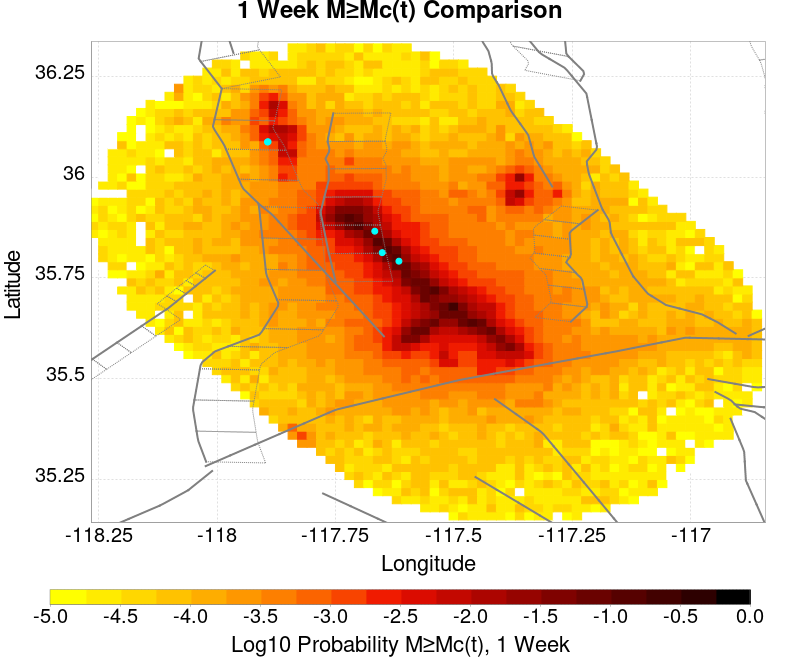 1 Week M≥Mc(t) Comparison
36.25
36
35.75
35.5
35.25
Latitude
-118.25 -118 -117.75 -117.5 -117.25 -117
Longitude
-5.0 -4.5 -4.0 -3.5 -3.0 -2.5 -2.0 -1.5 -1.0 -0.5 0.0
Log10 Probability M≥Mc(t), 1 Week